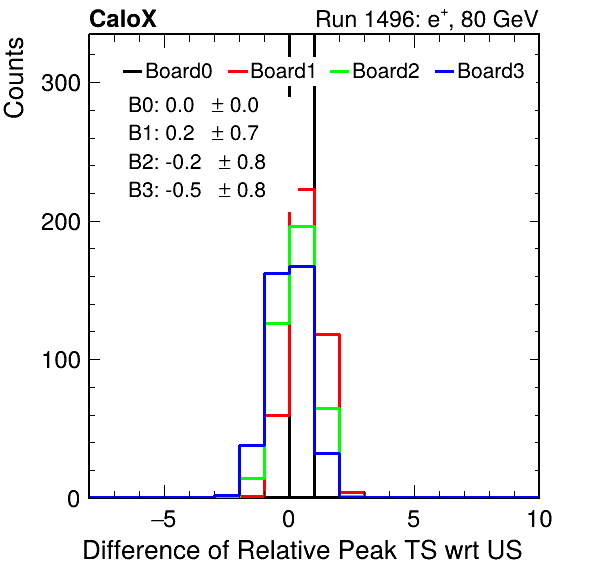 CaloX Run 1496: e⁺, 80 GeV
Counts
Board0 Board1 Board2 Board3
B0: 0.0 ± 0.0
B1: 0.2 ± 0.7
B2: -0.2 ± 0.8
B3: -0.5 ± 0.8
300
200
100
0
−5 0 5 10
Difference of Relative Peak TS wrt US